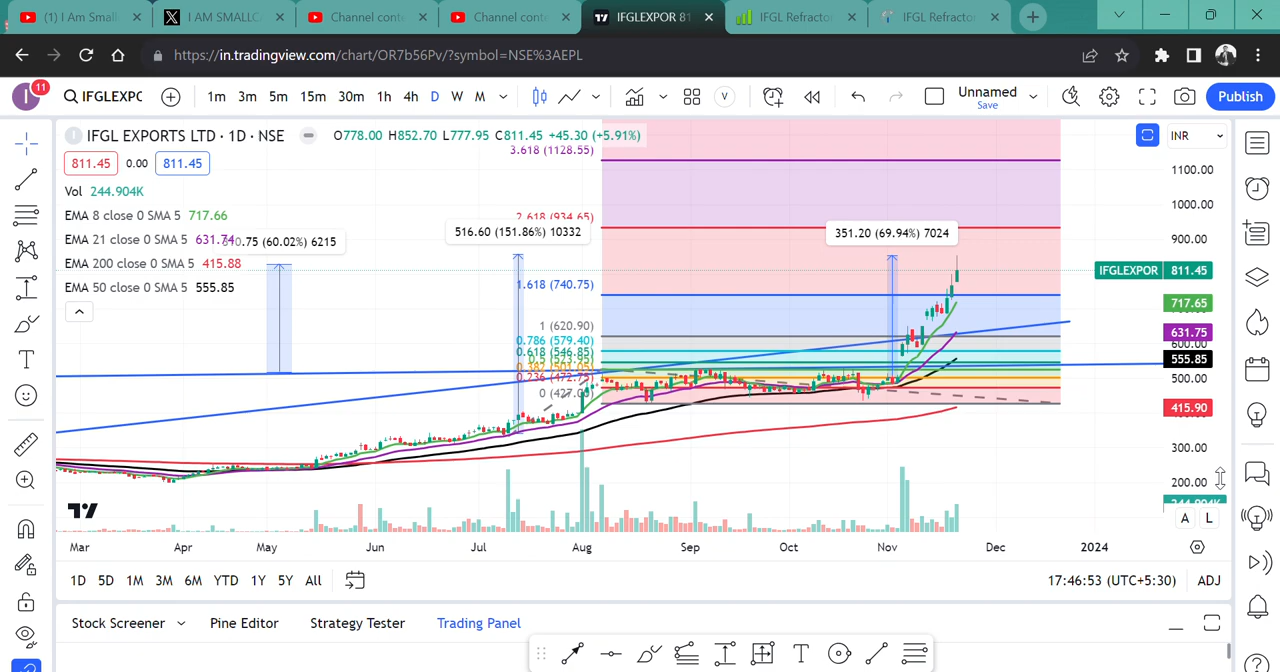 (1) I Am Small
I AM SMALLC
Channel cont
Channel cont
IFGLEXPOR 81
IFGL Refracto
IFGL Refracto
https://in.tradingview.com/chart/OR7b56Pv/?symbol=NSE%3AEPL
I 11 IFGLEXPC 1m 3m 5m 15m 30m 1h 4h D W M V Unnamed Save Publish
IFGL EXPORTS LTD · 1D · NSE O778.00 H852.70 L777.95 C811.45 +45.30 (+5.91%) INR
3.618 (1128.55)
811.45 0.00 811.45
1100.00
Vol 244.904K
1000.00
EMA 8 close 0 SMA 5 717.66
2.618 (934.65)
516.60 (151.86%) 10332
351.20 (69.94%) 7024
900.00
EMA 21 close 0 SMA 5 631.74
0.75 (60.02%) 6215
EMA 200 close 0 SMA 5 415.88
IFGLEXPOR 811.45
EMA 50 close 0 SMA 5 555.85
1.618 (740.75)
717.65
1 (620.90)
631.75
0.786 (579.40)
600.00
0.618 (546.85)
555.85
0.5 (523.95)
0.382 (503.05)
0.236 (472.75)
500.00
0 (427.00)
415.90
300.00
200.00
244.904K
A L
Mar Apr May Jun Jul Aug Sep Oct Nov Dec 2024
1D 5D 1M 3M 6M YTD 1Y 5Y All 17:46:53 (UTC+5:30) ADJ
Stock Screener Pine Editor Strategy Tester Trading Panel